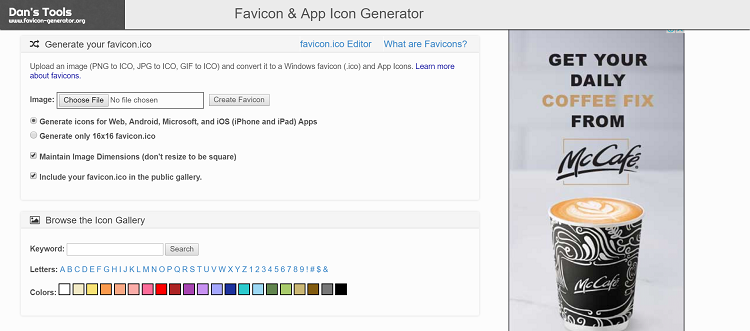 Dan's Tools
www.favicon-generator.org
Favicon & App Icon Generator
Generate your favicon.ico
favicon.ico Editor
What are Favicons?
Upload an image (PNG to ICO, JPG to ICO, GIF to ICO) and convert it to a Windows favicon (.ico) and App Icons. Learn more
about favicons.
Image: Choose File No file chosen Create Favicon
Generate icons for Web, Android, Microsoft, and iOS (iPhone and iPad) Apps
Generate only 16x16 favicon.ico
Maintain Image Dimensions (don't resize to be square)
Include your favicon.ico in the public gallery.
Browse the Icon Gallery
Keyword: Search
Letters: A B C D E F G H I J K L M N O P Q R S T U V W X Y Z 1 2 3 4 5 6 7 8 9 ! # $ &
Colors:
GET YOUR
DAILY
COFFEE FIX
FROM
McCafé
McCafé